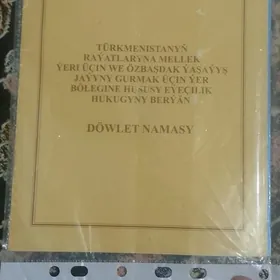 TÜRKMENISTANYŇ
RAÝATLARYNA MELLEK
ÝERI ÜÇIN WE ÖZBAŞDAK ÝAŞAÝYŞ
JAÝYNY GURMAK ÜÇIN ÝER
BÖLEGINE HUSUSY EÝEÇILIK
HUKUGYNY BERÝÄN
DÖWLET NAMASY